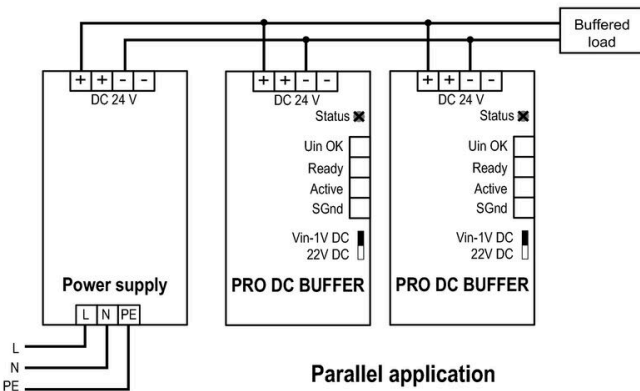 Buffered
load
+ + - -
DC 24 V
Power supply
L N PE
L
N
PE
+ + - -
DC 24 V
Status
Uin OK
Ready
Active
SGnd
Vin-1V DC
22V DC
PRO DC BUFFER
+ + - -
DC 24 V
Status
Uin OK
Ready
Active
SGnd
Vin-1V DC
22V DC
PRO DC BUFFER
Parallel application